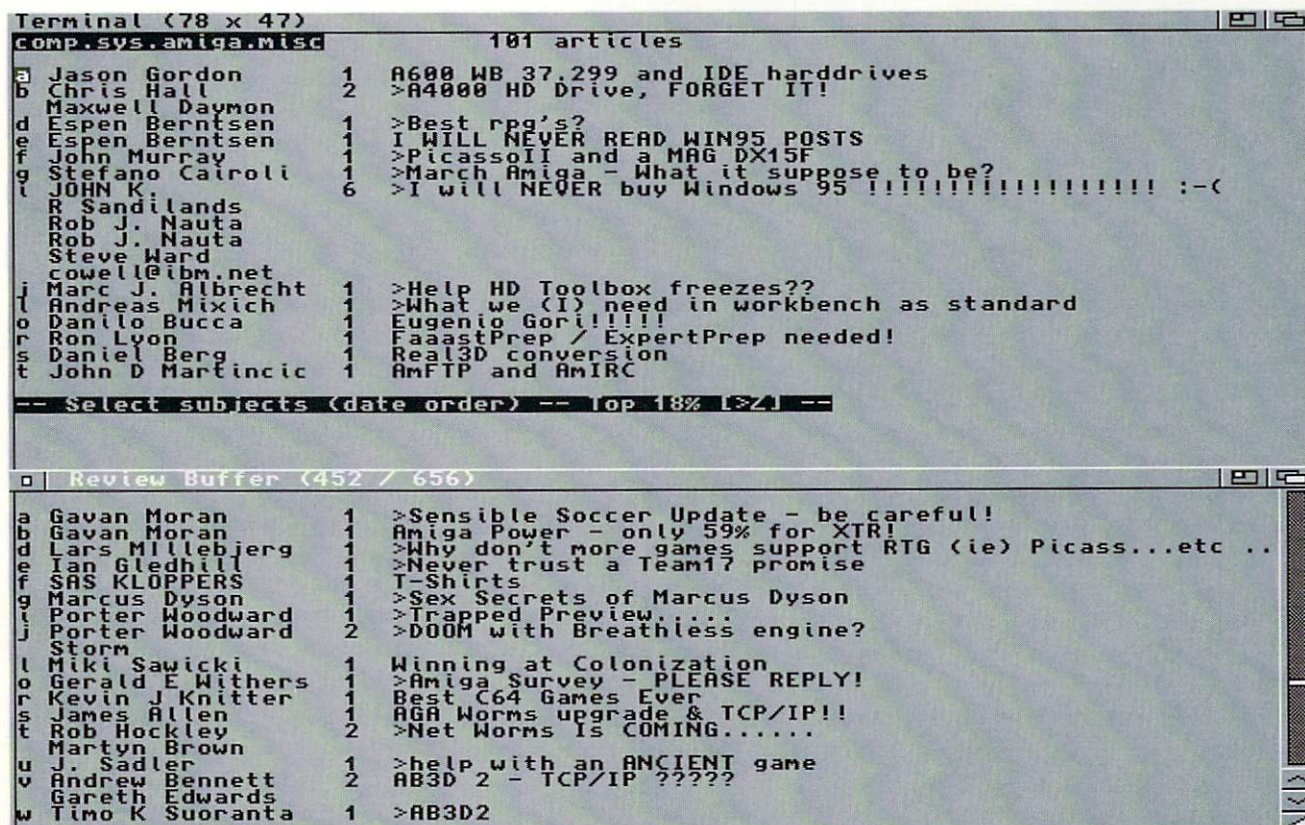 Terminal (78 x 47)
comp.sys.amiga.misc 101 articles
a Jason Gordon 1 A600 WB 37.299 and IDE harddrives
b Chris Hall 2 >A4000 HD Drive, FORGET IT!
Maxwell Daymon
d Espen Berntsen 1 >Best rpg's?
e Espen Berntsen 1 I WILL NEVER READ WIN95 POSTS
f John Murray 1 >PicassoII and a MAG DX15F
g Stefano Cairoli 1 >March Amiga - What it suppose to be?
i JOHN K. 6 >I will NEVER buy Windows 95 !!!!!!!!!!!!!!!!!! :-(
R Sandilands
Rob J. Nauta
Rob J. Nauta
Steve Ward
cowell@ibm.net
j Marc J. Albrecht 1 >Help HD Toolbox freezes??
l Andreas Mixich 1 >What we (I) need in workbench as standard
o Danilo Bucca 1 Eugenio Gori!!!!!
r Ron Lyon 1 FaaastPrep / ExpertPrep needed!
s Daniel Berg 1 Real3D conversion
t John D Martincic 1 AmFTP and AmIRC
-- Select subjects (date order) -- Top 18% [>Z] --
Review Buffer (452 / 656)
a Gavan Moran 1 >Sensible Soccer Update - be careful!
b Gavan Moran 1 Amiga Power - only 59% for XTR!
d Lars MIllebjerg 1 >Why don't more games support RTG (ie) Picass...etc ..
e Ian Gledhill 1 >Never trust a Team17 promise
f SAS KLOPPERS 1 T-Shirts
g Marcus Dyson 1 >Sex Secrets of Marcus Dyson
i Porter Woodward 1 >Trapped Preview.....
j Porter Woodward 2 >DOOM with Breathless engine?
Storm
l Miki Sawicki 1 Winning at Colonization
o Gerald E Withers 1 >Amiga Survey - PLEASE REPLY!
r Kevin J Knitter 1 Best C64 Games Ever
s James Allen 1 AGA Worms upgrade & TCP/IP!!
t Rob Hockley 2 >Net Worms Is COMING......
Martyn Brown
u J. Sadler 1 >help with an ANCIENT game
v Andrew Bennett 2 AB3D 2 - TCP/IP ?????
Gareth Edwards
w Timo K Suoranta 1 >AB3D2